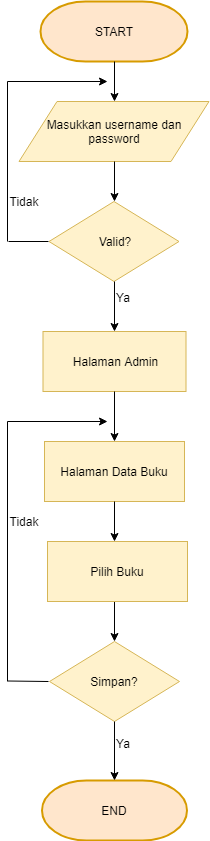 START
Masukkan username dan
password
Tidak
Valid?
Ya
Halaman Admin
Halaman Data Buku
Tidak
Pilih Buku
Simpan?
Ya
END